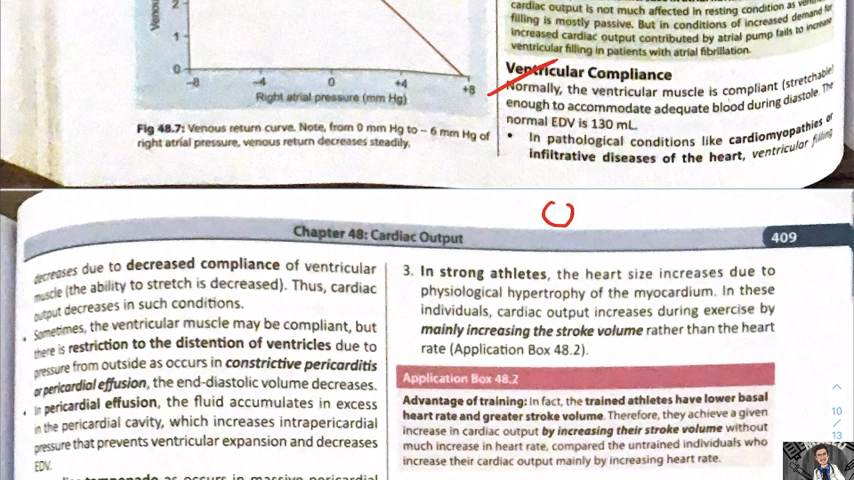 Venou
2
1
0
-8
-4
0
+4
+8
Right atrial pressure (mm Hg)
Fig 48.7: Venous return curve. Note, from 0 mm Hg to – 6 mm Hg of
right atrial pressure, venous return decreases steadily.
cardiac output is not much affected in resting condition as
filling is mostly passive. But in conditions of increased demand for
increased cardiac output contributed by atrial pump fails to increase
ventricular filling in patients with atrial fibrillation.
Ventricular Compliance
Normally, the ventricular muscle is compliant (stretchable)
enough to accommodate adequate blood during diastole. The
normal EDV is 130 mL.
• In pathological conditions like cardiomyopathies or
infiltrative diseases of the heart, ventricular filling
Chapter 48: Cardiac Output
409
decreases due to decreased compliance of ventricular
muscle (the ability to stretch is decreased). Thus, cardiac
output decreases in such conditions.
• Sometimes, the ventricular muscle may be compliant, but
there is restriction to the distention of ventricles due to
pressure from outside as occurs in constrictive pericarditis
or pericardial effusion, the end-diastolic volume decreases.
• In pericardial effusion, the fluid accumulates in excess
in the pericardial cavity, which increases intrapericardial
pressure that prevents ventricular expansion and decreases
EDV.
tamponade as occurs in massive pericardial
3. In strong athletes, the heart size increases due to
physiological hypertrophy of the myocardium. In these
individuals, cardiac output increases during exercise by
mainly increasing the stroke volume rather than the heart
rate (Application Box 48.2).
Application Box 48.2
Advantage of training: In fact, the trained athletes have lower basal
heart rate and greater stroke volume. Therefore, they achieve a given
increase in cardiac output by increasing their stroke volume without
much increase in heart rate, compared the untrained individuals who
increase their cardiac output mainly by increasing heart rate.
10
/
13